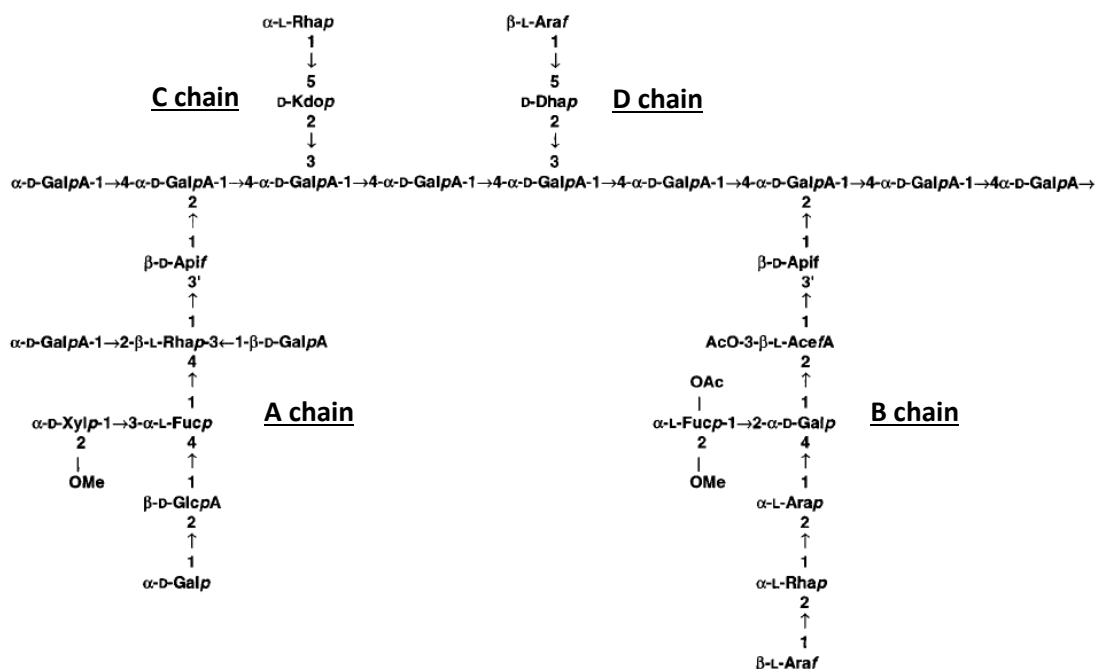 α-L-Rhap β-L-Araf
1 1
↓ ↓
5 5
C chain D-Kdop D-Dhap D chain
2 2
↓ ↓
3 3
α-D-GalpA-1→4-α-D-GalpA-1→4-α-D-GalpA-1→4-α-D-GalpA-1→4-α-D-GalpA-1→4-α-D-GalpA-1→4-α-D-GalpA-1→4-α-D-GalpA-1→4α-D-GalpA→
2 2
↑ ↑
1 1
β-D-Apif β-D-Apif
3' 3'
↑ ↑
1 1
α-D-GalpA-1→2-β-L-Rhap-3←1-β-D-GalpA AcO-3-β-L-AcefA
4 2
↑ OAc ↑
1 | 1
α-D-Xylp-1→3-α-L-Fucp A chain α-L-Fucp-1→2-α-D-Galp B chain
2 4 2 4
| ↑ | ↑
OMe 1 OMe 1
β-D-GlcpA α-L-Arap
2 2
↑ ↑
1 1
α-D-Galp α-L-Rhap
2
↑
1
β-L-Araf